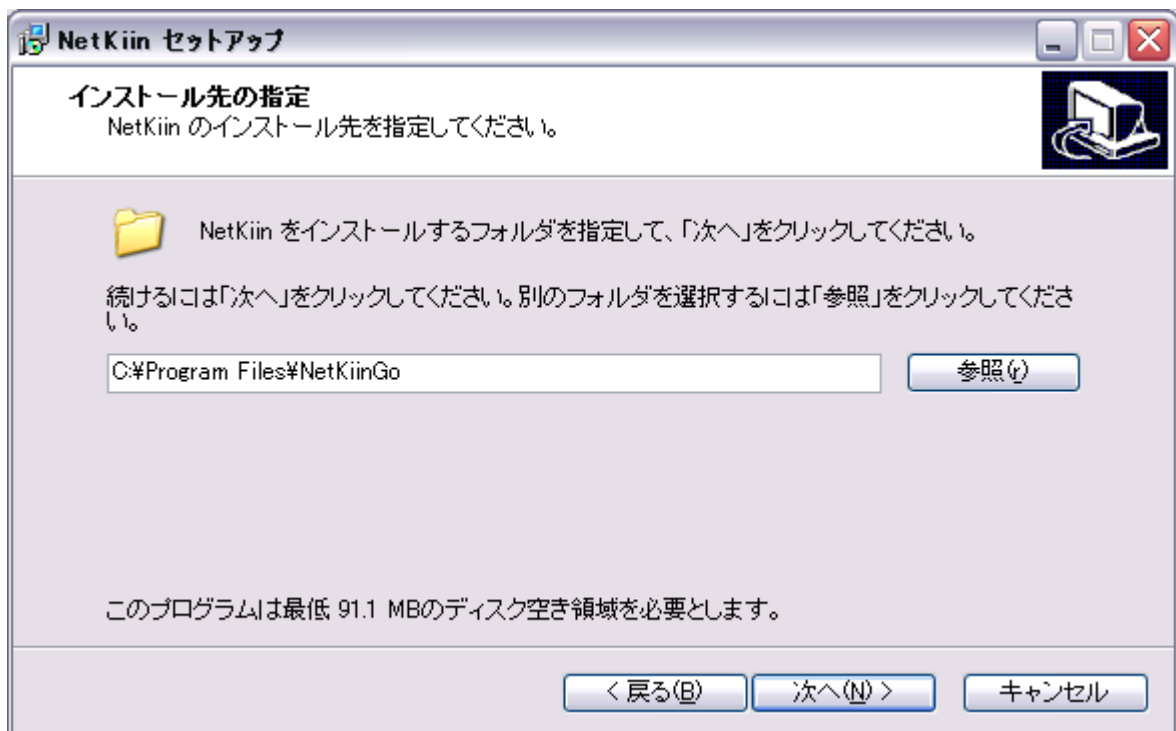 NetKiin セットアップ
インストール先の指定
NetKiin のインストール先を指定してください。
NetKiin をインストールするフォルダを指定して、「次へ」をクリックしてください。
続けるには「次へ」をクリックしてください。別のフォルダを選択するには「参照」をクリックしてくださ
い。
C:¥Program Files¥NetKiinGo
参照(r)
このプログラムは最低 91.1 MBのディスク空き領域を必要とします。
< 戻る(B)
次へ(N) >
キャンセル